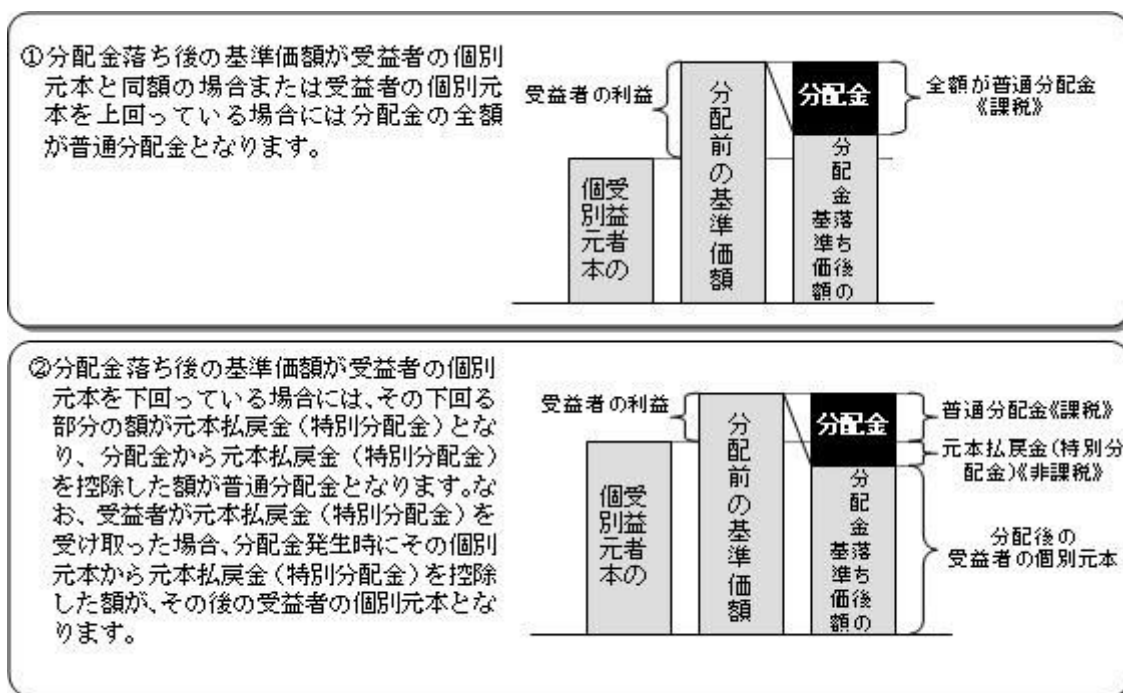 ①分配金落ち後の基準価額が受益者の個別
元本と同額の場合または受益者の個別元
本を上回っている場合には分配金の全額
が普通分配金となります。
受益者の利益
受益者の
個別元本
分配前の基準価額
分配金
分配金
落ち後の
基準価額
全額が普通分配金
《課税》
②分配金落ち後の基準価額が受益者の個別
元本を下回っている場合には、その下回る
部分の額が元本払戻金（特別分配金）とな
り、分配金から元本払戻金（特別分配金）
を控除した額が普通分配金となります。な
お、受益者が元本払戻金（特別分配金）を
受け取った場合、分配金発生時にその個別
元本から元本払戻金（特別分配金）を控除
した額が、その後の受益者の個別元本とな
ります。
受益者の利益
受益者の
個別元本
分配前の基準価額
分配金
分配金
落ち後の
基準価額
普通分配金《課税》
元本払戻金（特別分
配金）《非課税》
分配後の
受益者の個別元本